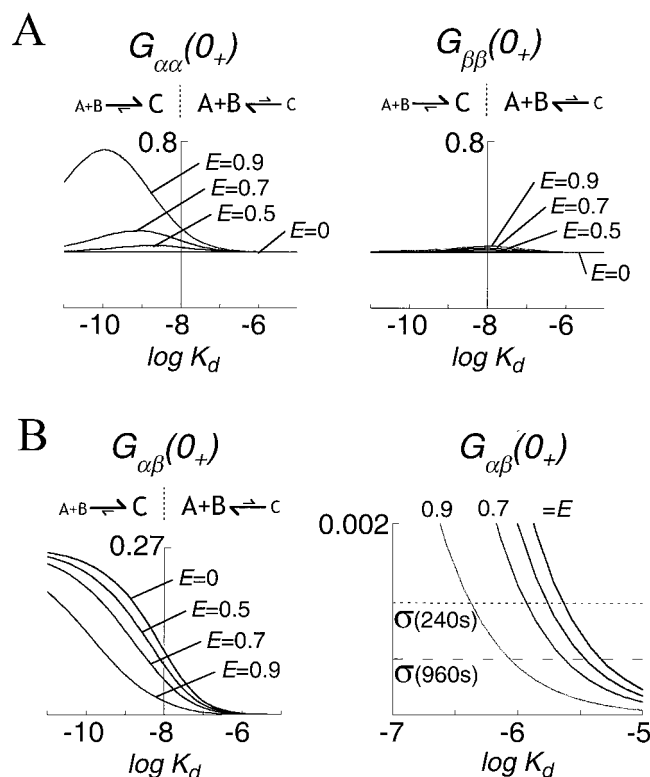 A
Gαα(0+) Gββ(0+)
A+B ⇌ C A+B ⇌ C A+B ⇌ C A+B ⇌ C
0.8 0.8
E=0.9 E=0.9
E=0.7 E=0.7
E=0.5 E=0.5
E=0 E=0
-10 -8 -6 -10 -8 -6
log Kd log Kd
B
Gαβ(0+) Gαβ(0+)
A+B ⇌ C A+B ⇌ C
0.27 0.002 0.9 0.7 =E
E=0
E=0.5
E=0.7
E=0.9
σ(240s)
σ(960s)
-10 -8 -6 -7 -6 -5
log Kd log Kd